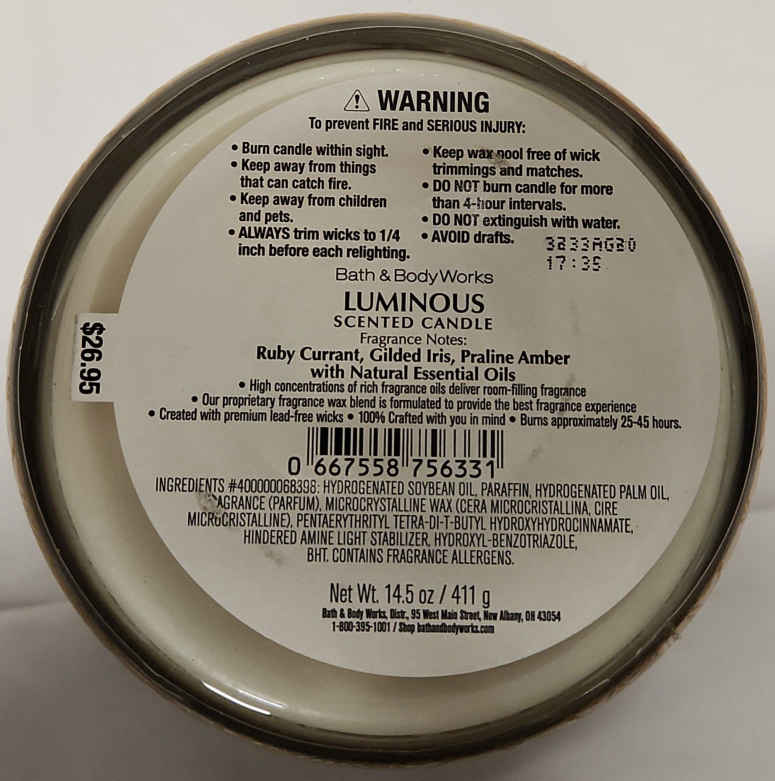 ⚠ WARNING
To prevent FIRE and SERIOUS INJURY:
• Burn candle within sight.
• Keep away from things
that can catch fire.
• Keep away from children
and pets.
• ALWAYS trim wicks to 1/4
inch before each relighting.
• Keep wax pool free of wick
trimmings and matches.
• DO NOT burn candle for more
than 4-hour intervals.
• DO NOT extinguish with water.
• AVOID drafts.
3233AG20
17:35
Bath & Body Works
LUMINOUS
SCENTED CANDLE
Fragrance Notes:
Ruby Currant, Gilded Iris, Praline Amber
with Natural Essential Oils
• High concentrations of rich fragrance oils deliver room-filling fragrance
• Our proprietary fragrance wax blend is formulated to provide the best fragrance experience
• Created with premium lead-free wicks • 100% Crafted with you in mind • Burns approximately 25-45 hours.
$26.95
0 667558 756331
INGREDIENTS #400000068398: HYDROGENATED SOYBEAN OIL, PARAFFIN, HYDROGENATED PALM OIL,
AGRANCE (PARFUM), MICROCRYSTALLINE WAX (CERA MICROCRISTALLINA, CIRE
MICROCRISTALLINE), PENTAERYTHRITYL TETRA-DI-T-BUTYL HYDROXYHYDROCINNAMATE,
HINDERED AMINE LIGHT STABILIZER, HYDROXYL-BENZOTRIAZOLE,
BHT. CONTAINS FRAGRANCE ALLERGENS.
Net Wt. 14.5 oz / 411 g
Bath & Body Works, Distr., 95 West Main Street, New Albany, OH 43054
1-800-395-1001 / Shop bathandbodyworks.com